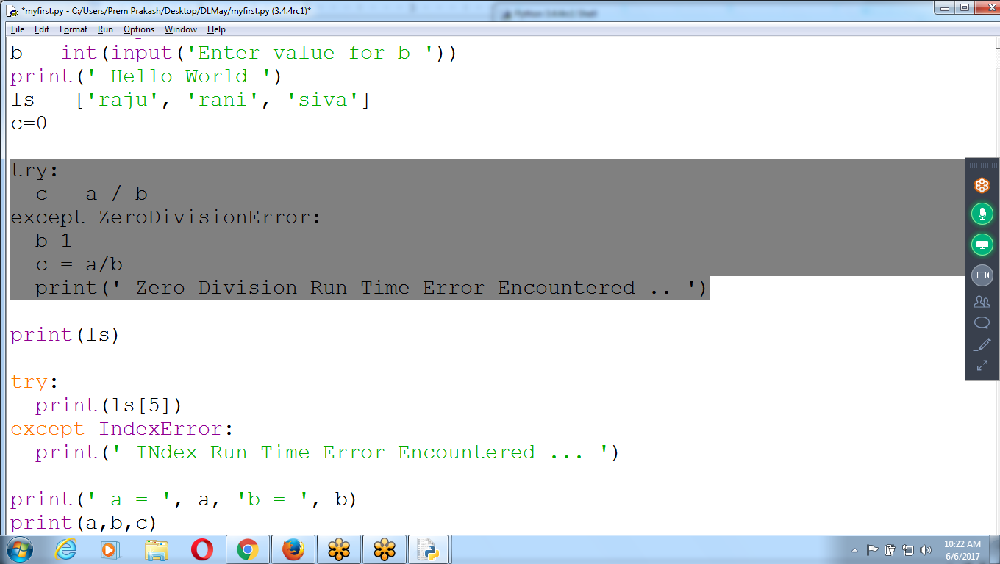 *myfirst.py - C:/Users/Prem Prakash/Desktop/DLMay/myfirst.py (3.4.4rc1)*
Python 3.4.4rc1 Shell
File Edit Format Run Options Window Help
b = int(input('Enter value for b '))
print(' Hello World ')
ls = ['raju', 'rani', 'siva']
c=0
try:
  c = a / b
except ZeroDivisionError:
  b=1
  c = a/b
  print(' Zero Division Run Time Error Encountered .. ')
print(ls)
try:
  print(ls[5])
except IndexError:
  print(' INdex Run Time Error Encountered ... ')
print(' a = ', a, 'b = ', b)
print(a,b,c)
10:22 AM
6/6/2017